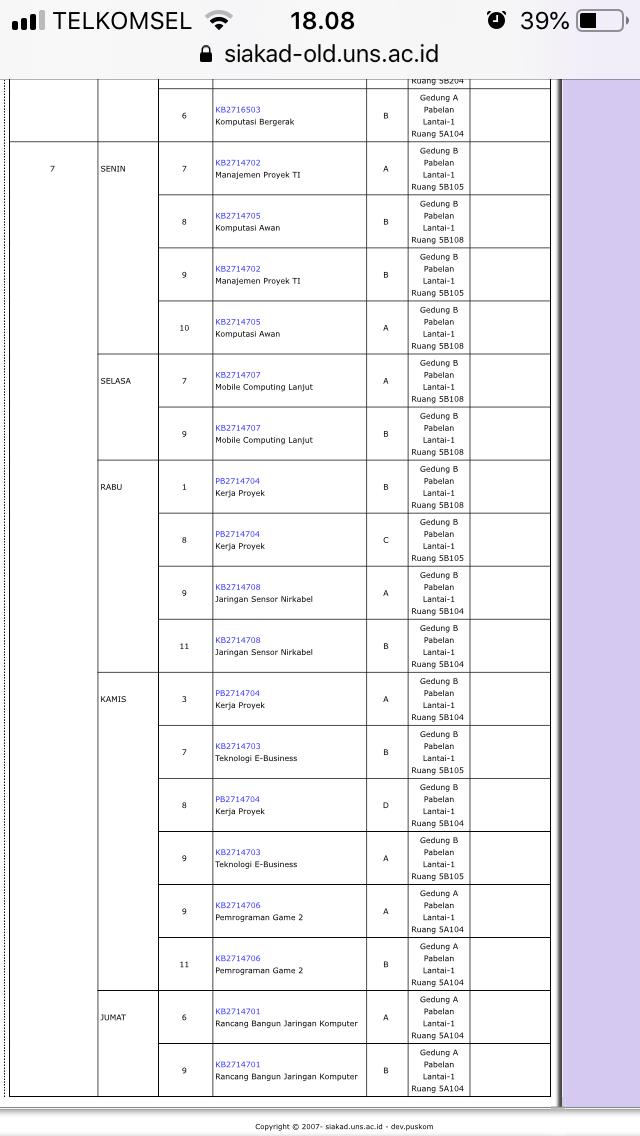 TELKOMSEL 18.08 39%
siakad-old.uns.ac.id
Ruang 5B204
6
KB2716503
Komputasi Bergerak
B
Gedung A
Pabelan
Lantai-1
Ruang 5A104
7
SENIN
7
KB2714702
Manajemen Proyek TI
A
Gedung B
Pabelan
Lantai-1
Ruang 5B105
8
KB2714705
Komputasi Awan
B
Gedung B
Pabelan
Lantai-1
Ruang 5B108
9
KB2714702
Manajemen Proyek TI
B
Gedung B
Pabelan
Lantai-1
Ruang 5B105
10
KB2714705
Komputasi Awan
A
Gedung B
Pabelan
Lantai-1
Ruang 5B108
SELASA
7
KB2714707
Mobile Computing Lanjut
A
Gedung B
Pabelan
Lantai-1
Ruang 5B108
9
KB2714707
Mobile Computing Lanjut
B
Gedung B
Pabelan
Lantai-1
Ruang 5B108
RABU
1
PB2714704
Kerja Proyek
B
Gedung B
Pabelan
Lantai-1
Ruang 5B108
8
PB2714704
Kerja Proyek
C
Gedung B
Pabelan
Lantai-1
Ruang 5B105
9
KB2714708
Jaringan Sensor Nirkabel
A
Gedung B
Pabelan
Lantai-1
Ruang 5B104
11
KB2714708
Jaringan Sensor Nirkabel
B
Gedung B
Pabelan
Lantai-1
Ruang 5B104
KAMIS
3
PB2714704
Kerja Proyek
A
Gedung B
Pabelan
Lantai-1
Ruang 5B104
7
KB2714703
Teknologi E-Business
B
Gedung B
Pabelan
Lantai-1
Ruang 5B105
8
PB2714704
Kerja Proyek
D
Gedung B
Pabelan
Lantai-1
Ruang 5B104
9
KB2714703
Teknologi E-Business
A
Gedung B
Pabelan
Lantai-1
Ruang 5B105
9
KB2714706
Pemrograman Game 2
A
Gedung A
Pabelan
Lantai-1
Ruang 5A104
11
KB2714706
Pemrograman Game 2
B
Gedung A
Pabelan
Lantai-1
Ruang 5A104
JUMAT
6
KB2714701
Rancang Bangun Jaringan Komputer
A
Gedung A
Pabelan
Lantai-1
Ruang 5A104
9
KB2714701
Rancang Bangun Jaringan Komputer
B
Gedung A
Pabelan
Lantai-1
Ruang 5A104
Copyright © 2007- siakad.uns.ac.id - dev.puskom